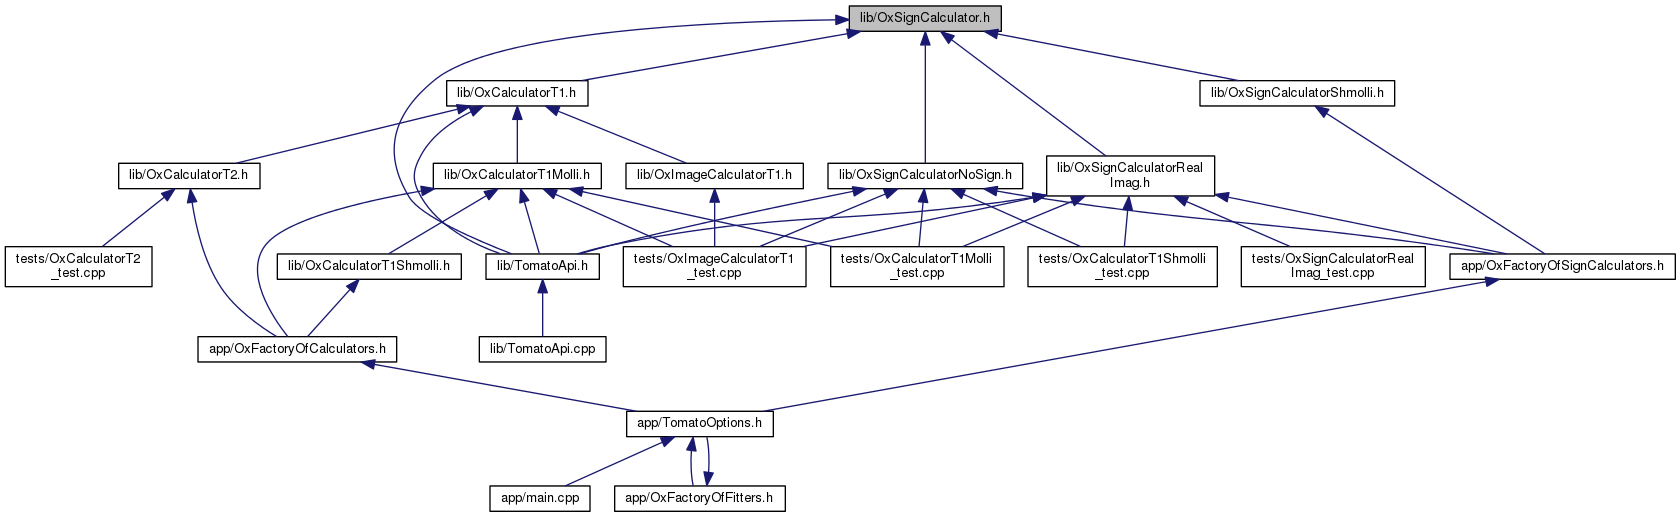 lib/OxSignCalculator.h
lib/OxCalculatorT1.h
lib/OxSignCalculatorShmolli.h
lib/OxCalculatorT2.h
lib/OxCalculatorT1Molli.h
lib/OxImageCalculatorT1.h
lib/OxSignCalculatorNoSign.h
lib/OxSignCalculatorReal
Imag.h
tests/OxCalculatorT2
_test.cpp
lib/OxCalculatorT1Shmolli.h
lib/TomatoApi.h
tests/OxImageCalculatorT1
_test.cpp
tests/OxCalculatorT1Molli
_test.cpp
tests/OxCalculatorT1Shmolli
_test.cpp
tests/OxSignCalculatorReal
Imag_test.cpp
app/OxFactoryOfSignCalculators.h
app/OxFactoryOfCalculators.h
lib/TomatoApi.cpp
app/TomatoOptions.h
app/main.cpp
app/OxFactoryOfFitters.h